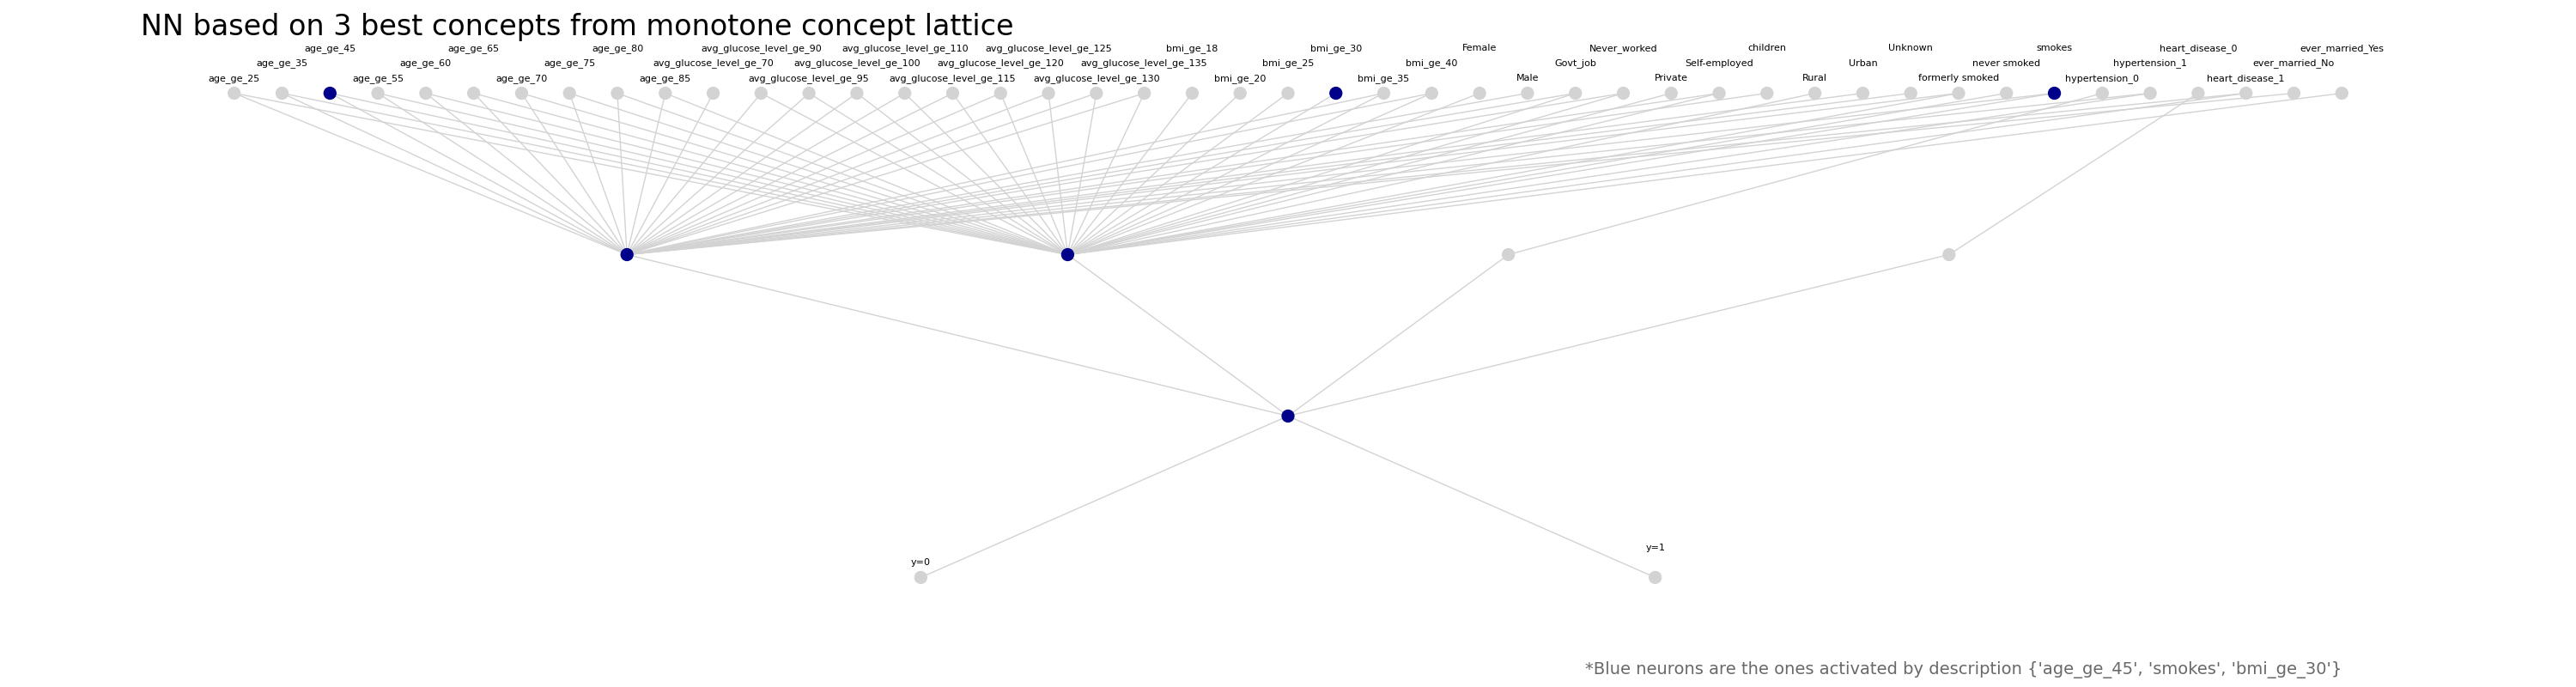 NN based on 3 best concepts from monotone concept lattice
age_ge_45 age_ge_65 age_ge_80 avg_glucose_level_ge_90 avg_glucose_level_ge_110 avg_glucose_level_ge_125 bmi_ge_18 bmi_ge_30 Female Never_worked children Unknown smokes heart_disease_0 ever_married_Yes
age_ge_35 age_ge_60 age_ge_75 avg_glucose_level_ge_70 avg_glucose_level_ge_100 avg_glucose_level_ge_120 avg_glucose_level_ge_135 bmi_ge_25 bmi_ge_40 Govt_job Self-employed Urban never smoked hypertension_1 ever_married_No
age_ge_25 age_ge_55 age_ge_70 age_ge_85 avg_glucose_level_ge_95 avg_glucose_level_ge_115 avg_glucose_level_ge_130 bmi_ge_20 bmi_ge_35 Male Private Rural formerly smoked hypertension_0 heart_disease_1
y=1
y=0
*Blue neurons are the ones activated by description {'age_ge_45', 'smokes', 'bmi_ge_30'}